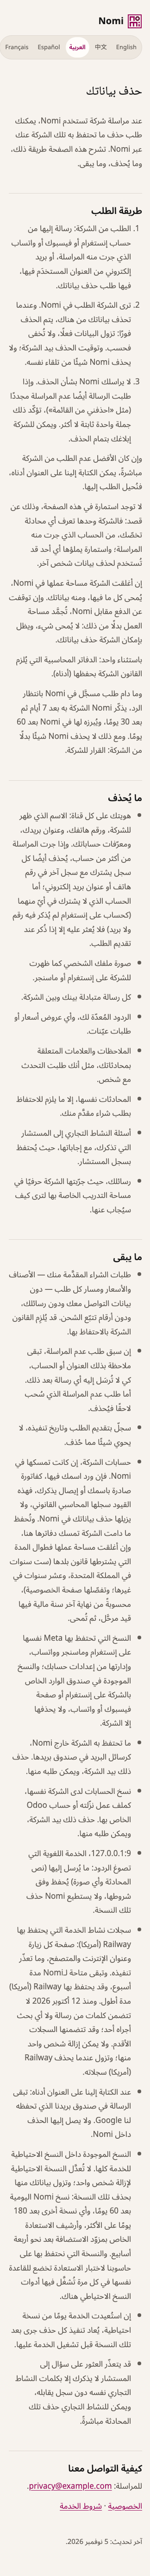 Nomi
English
中文
العربية
Español
Français
حذف بياناتك
عند مراسلة شركة تستخدم Nomi، يمكنك
طلب حذف ما تحتفظ به تلك الشركة عنك
عبر Nomi. تشرح هذه الصفحة طريقة ذلك،
وما يُحذف، وما يبقى.
طريقة الطلب
1. الطلب من الشركة: رسالة إليها من
حساب إنستغرام أو فيسبوك أو واتساب
الذي جرت منه المراسلة، أو بريد
إلكتروني من العنوان المستخدَم فيها،
فيها طلب حذف بياناتك.
2. ترى الشركة الطلب في Nomi. وعندما
تحذف بياناتك من هناك، يتم الحذف
فورًا: تزول البيانات فعلًا، ولا تُخفى
فحسب. وتوقيت الحذف بيد الشركة؛ ولا
يحذف Nomi شيئًا من تلقاء نفسه.
3. لا يراسلك Nomi بشأن الحذف. وإذا
طلبت الرسالة أيضًا عدم المراسلة مجددًا
(مثل «احذفني من القائمة»)، تؤكّد ذلك
جملة واحدة ثابتة لا أكثر. ويمكن للشركة
إبلاغك بتمام الحذف.
وإن كان الأفضل عدم الطلب من الشركة
مباشرةً، يمكن الكتابة إلينا على العنوان أدناه،
فنُحيل الطلب إليها.
لا توجد استمارة في هذه الصفحة، وذلك عن
قصد: الشركة وحدها تعرف أي محادثة
تخصّك، من الحساب الذي جرت منه
المراسلة؛ واستمارة يملؤها أي أحد قد
تُستخدم لحذف بيانات شخص آخر.
إن أغلقت الشركة مساحة عملها في Nomi،
يُمحى كل ما فيها، ومنه بياناتك. وإن توقفت
عن الدفع مقابل Nomi، تُجمَّد مساحة
العمل بدلًا من ذلك: لا يُمحى شيء، ويظل
بإمكان الشركة حذف بياناتك.
باستثناء واحد: الدفاتر المحاسبية التي يُلزم
القانون الشركة بحفظها (أدناه).
وما دام طلب مسجَّل في Nomi بانتظار
الرد، يذكّر Nomi الشركة به بعد 7 أيام ثم
بعد 30 يومًا، ويُبرزه لها في Nomi بعد 60
يومًا. ومع ذلك لا يحذف Nomi شيئًا بدلًا
من الشركة: القرار للشركة.
ما يُحذف
هويتك على كل قناة: الاسم الذي ظهر
للشركة، ورقم هاتفك، وعنوان بريدك،
ومعرّفات حساباتك. وإذا جرت المراسلة
من أكثر من حساب، يُحذف أيضًا كل
سجل يشترك مع سجل آخر في رقم
هاتف أو عنوان بريد إلكتروني؛ أما
الحساب الذي لا يشترك في أيٍّ منهما
(كحساب على إنستغرام لم يُذكر فيه رقم
ولا بريد) فلا يُعثر عليه إلا إذا ذُكر عند
تقديم الطلب.
صورة ملفك الشخصي كما ظهرت
للشركة على إنستغرام أو ماسنجر.
كل رسالة متبادلة بينك وبين الشركة.
الردود المُعدّة لك، وأي عروض أسعار أو
طلبات عيّنات.
الملاحظات والعلامات المتعلقة
بمحادثاتك، مثل أنك طلبت التحدث
مع شخص.
المحادثات نفسها، إلا ما يلزم للاحتفاظ
بطلب شراء مقدَّم منك.
أسئلة النشاط التجاري إلى المستشار
التي تذكرك، مع إجاباتها، حيث يُحتفظ
بسجل المستشار.
رسالتك، حيث جرّبتها الشركة حرفيًا في
مساحة التدريب الخاصة بها لترى كيف
سيُجاب عنها.
ما يبقى
طلبات الشراء المقدَّمة منك — الأصناف
والأسعار ومسار كل طلب — دون
بيانات التواصل معك ودون رسائلك،
ودون أرقام تتبّع الشحن. قد يُلزم القانون
الشركة بالاحتفاظ بها.
إن سبق طلب عدم المراسلة، تبقى
ملاحظة بذلك العنوان أو الحساب،
كي لا تُرسَل إليه أي رسالة بعد ذلك.
أما طلب عدم المراسلة الذي سُحب
لاحقًا فيُحذف.
سجلٌ بتقديم الطلب وتاريخ تنفيذه، لا
يحوي شيئًا مما حُذف.
حسابات الشركة، إن كانت تمسكها في
Nomi. فإن ورد اسمك فيها، كفاتورة
صادرة باسمك أو إيصال يذكرك، فهذه
القيود سجلها المحاسبي القانوني، ولا
يزيلها حذف بياناتك في Nomi. وتُحفظ
ما دامت الشركة تمسك دفاترها هنا،
وإن أغلقت مساحة عملها فطوال المدة
التي يشترطها قانون بلدها (ست سنوات
في المملكة المتحدة، وعشر سنوات في
غيرها؛ وتفصّلها صفحة الخصوصية)،
محسوبةً من نهاية آخر سنة مالية فيها
قيد مرحَّل، ثم تُمحى.
النسخ التي تحتفظ بها Meta نفسها
على إنستغرام وماسنجر وواتساب،
وإدارتها من إعدادات حسابك؛ والنسخ
الموجودة في صندوق الوارد الخاص
بالشركة على إنستغرام أو صفحة
فيسبوك أو واتساب، ولا يحذفها
إلا الشركة.
ما تحتفظ به الشركة خارج Nomi،
كرسائل البريد في صندوق بريدها. حذف
ذلك بيد الشركة، ويمكن طلبه منها.
نسخ الحسابات لدى الشركة نفسها،
كملف عمل نزّلته أو حساب Odoo
الخاص بها. حذف ذلك بيد الشركة،
ويمكن طلبه منها.
127.0.0.1:9، الخدمة اللغوية التي
تصوغ الردود: ما يُرسل إليها (نص
المحادثة وأي صورة) يُحفظ وفق
شروطها، ولا يستطيع Nomi حذف
تلك النسخة.
سجلات نشاط الخدمة التي يحتفظ بها
Railway (أمريكا): صفحة كل زيارة
وعنوان الإنترنت والمتصفح، وما تعذّر
تنفيذه. وتبقى متاحة لـNomi مدة
أسبوع، وقد يحتفظ بها Railway (أمريكا)
مدة أطول. ومنذ 12 أكتوبر 2026 لا
تتضمن كلمات من رسالة ولا أي بحث
أجراه أحد؛ وقد تتضمنها السجلات
الأقدم. ولا يمكن إزالة شخص واحد
منها؛ وتزول عندما يحذف Railway
(أمريكا) سجلاته.
عند الكتابة إلينا على العنوان أدناه: تبقى
الرسالة في صندوق بريدنا الذي تحفظه
لنا Google. ولا يصل إليها الحذف
داخل Nomi.
النسخ الموجودة داخل النسخ الاحتياطية
للخدمة كلها. لا تُعدَّل النسخة الاحتياطية
لإزالة شخص واحد؛ وتزول بياناتك منها
بحذف تلك النسخة: نسخ Nomi اليومية
بعد 60 يومًا، وأي نسخة أخرى بعد 180
يومًا على الأكثر، وأرشيف الاستعادة
الخاص بمزوّد الاستضافة بعد نحو أربعة
أسابيع. والنسخة التي تحتفظ بها على
حاسوبنا لاختبار الاستعادة تخضع للقاعدة
نفسها في كل مرة تُشغَّل فيها أدوات
النسخ الاحتياطي هناك.
إن استُعيدت الخدمة يومًا من نسخة
احتياطية، يُعاد تنفيذ كل حذف جرى بعد
تلك النسخة قبل تشغيل الخدمة عليها.
قد يتعذّر العثور على سؤال إلى
المستشار لا يذكرك إلا بكلمات النشاط
التجاري نفسه دون سجل يقابله،
ويمكن للنشاط التجاري حذف تلك
المحادثة مباشرةً.
كيفية التواصل معنا
للمراسلة: privacy@example.com.
الخصوصية · شروط الخدمة
آخر تحديث: 5 نوفمبر 2026.